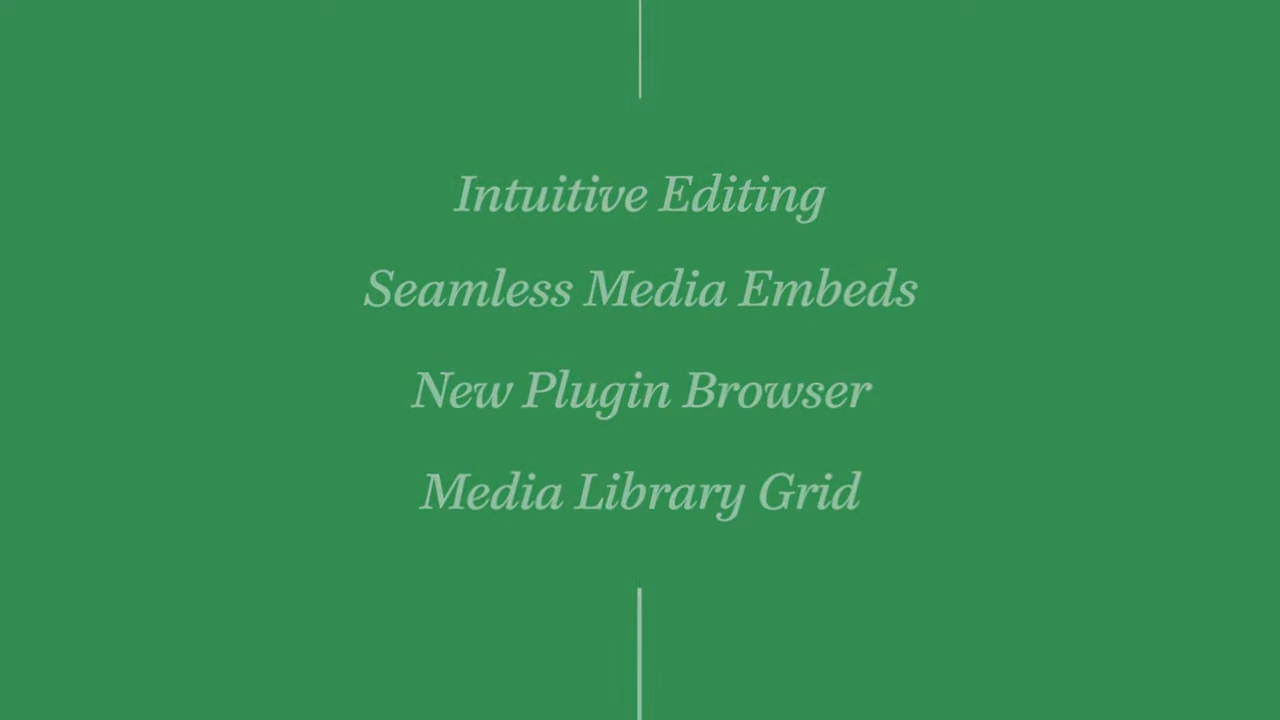 Intuitive Editing
Seamless Media Embeds
New Plugin Browser
Media Library Grid